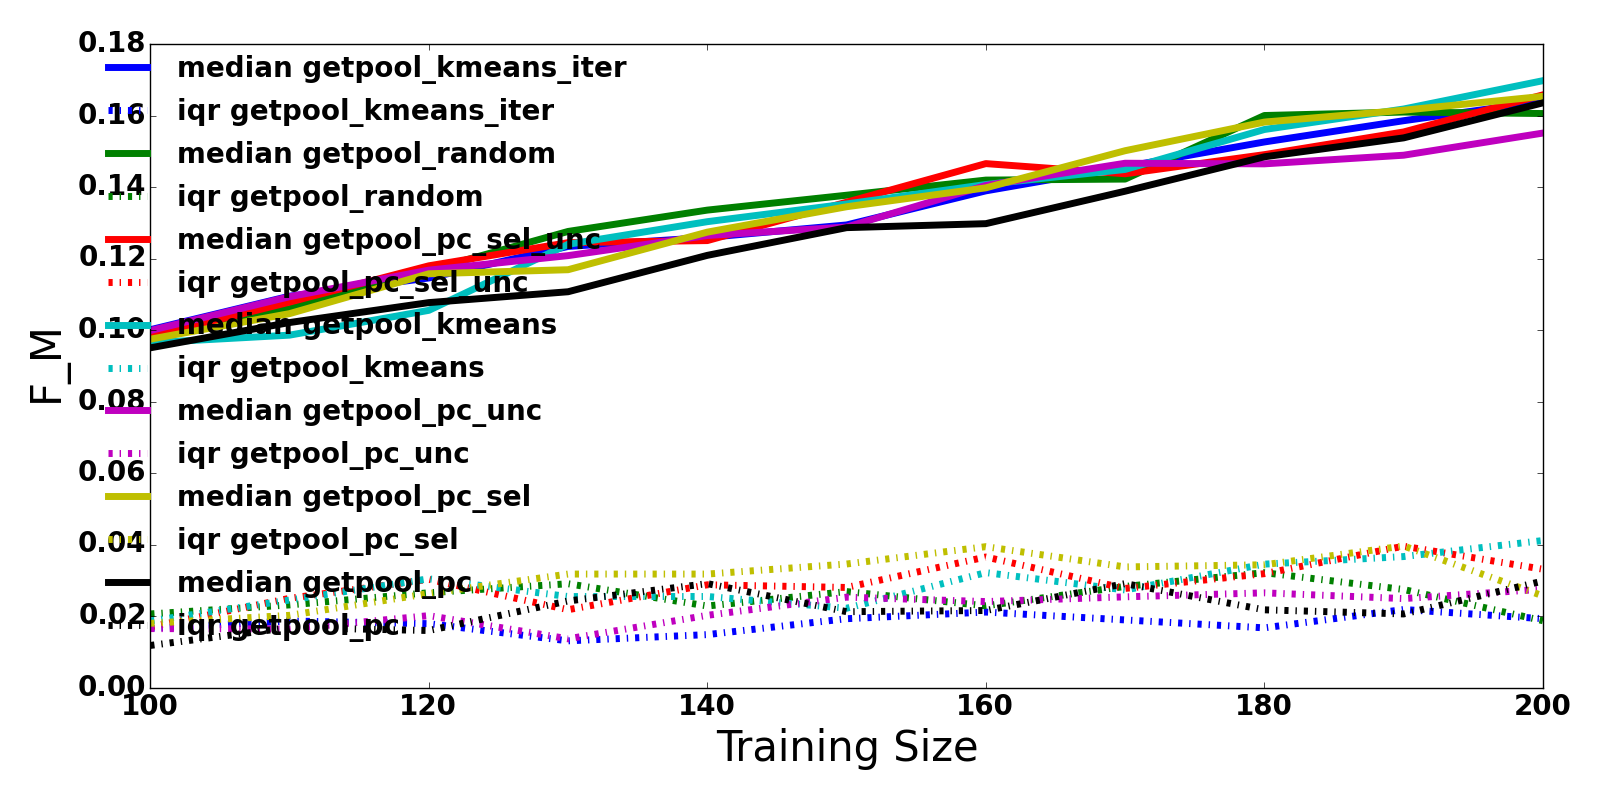 0.18
median getpool_kmeans_iter
iqr getpool_kmeans_iter
0.16
median getpool_random
iqr getpool_random
0.14
median getpool_pc_sel_unc
0.12
iqr getpool_pc_sel_unc
median getpool_kmeans
0.10
iqr getpool_kmeans
F_M
median getpool_pc_unc
0.08
iqr getpool_pc_unc
0.06
median getpool_pc_sel
iqr getpool_pc_sel
0.04
median getpool_pc
0.02
iqr getpool_pc
0.00
100 120 140 160 180 200
Training Size